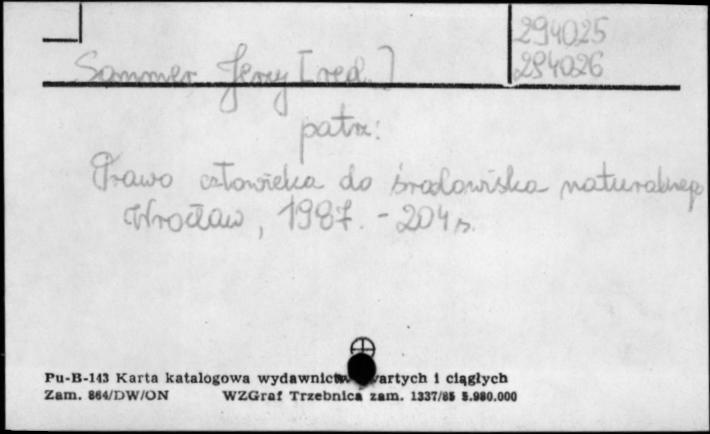 294025
294026
Sommer Jerzy [red.]
patrz:
Prawo człowieka do środowiska naturalnego
Wrocław, 1987. - 204 s.
Pu-B-143 Karta katalogowa wydawnictw zwartych i ciągłych
Zam. 864/DW/ON WZGraf Trzebnica zam. 1337/85 5.980.000